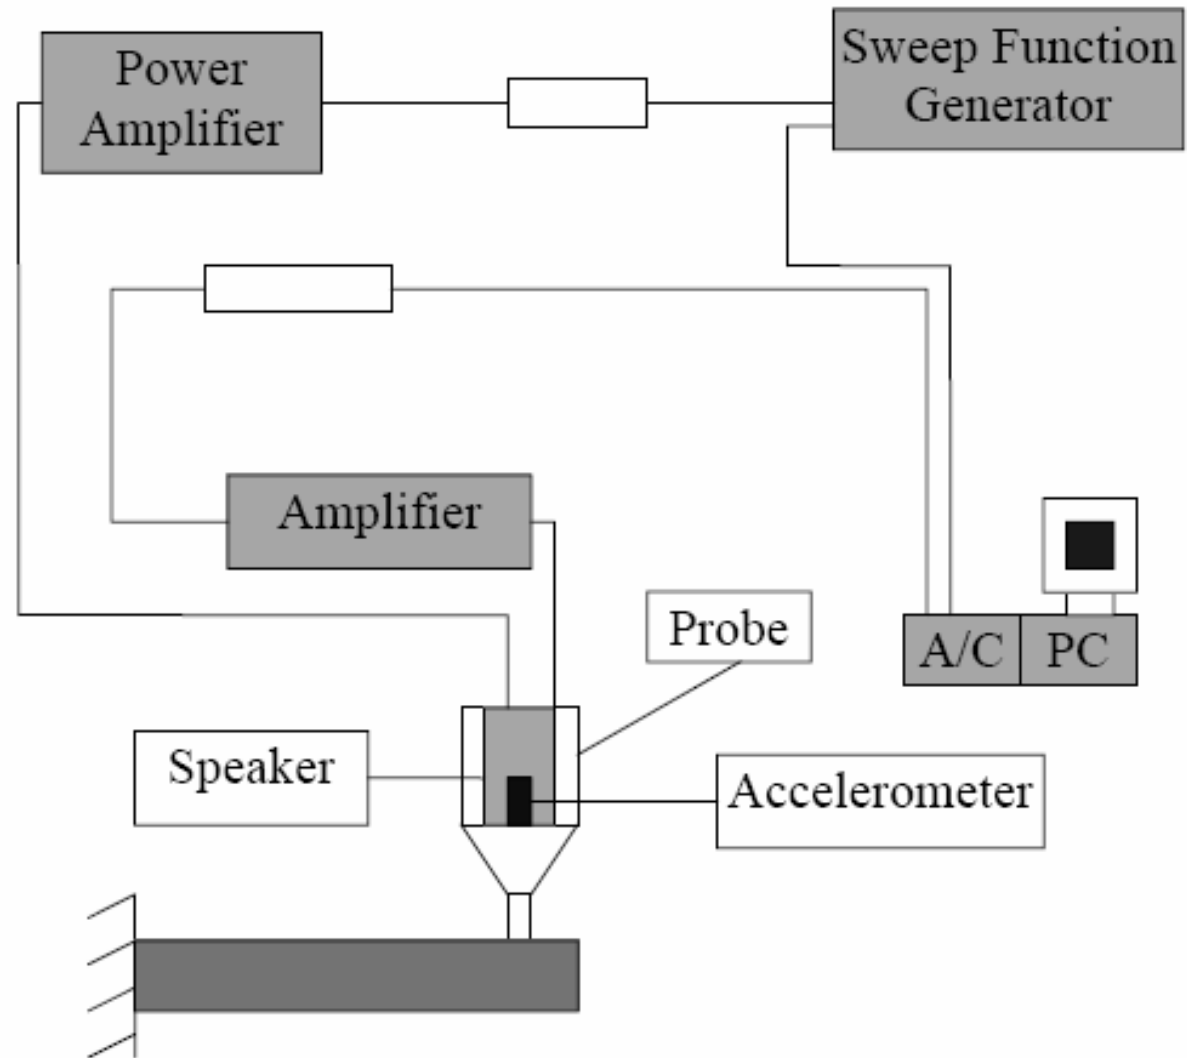 Power
Amplifier
Sweep Function
Generator
Amplifier
Probe
A/C
PC
Speaker
Accelerometer